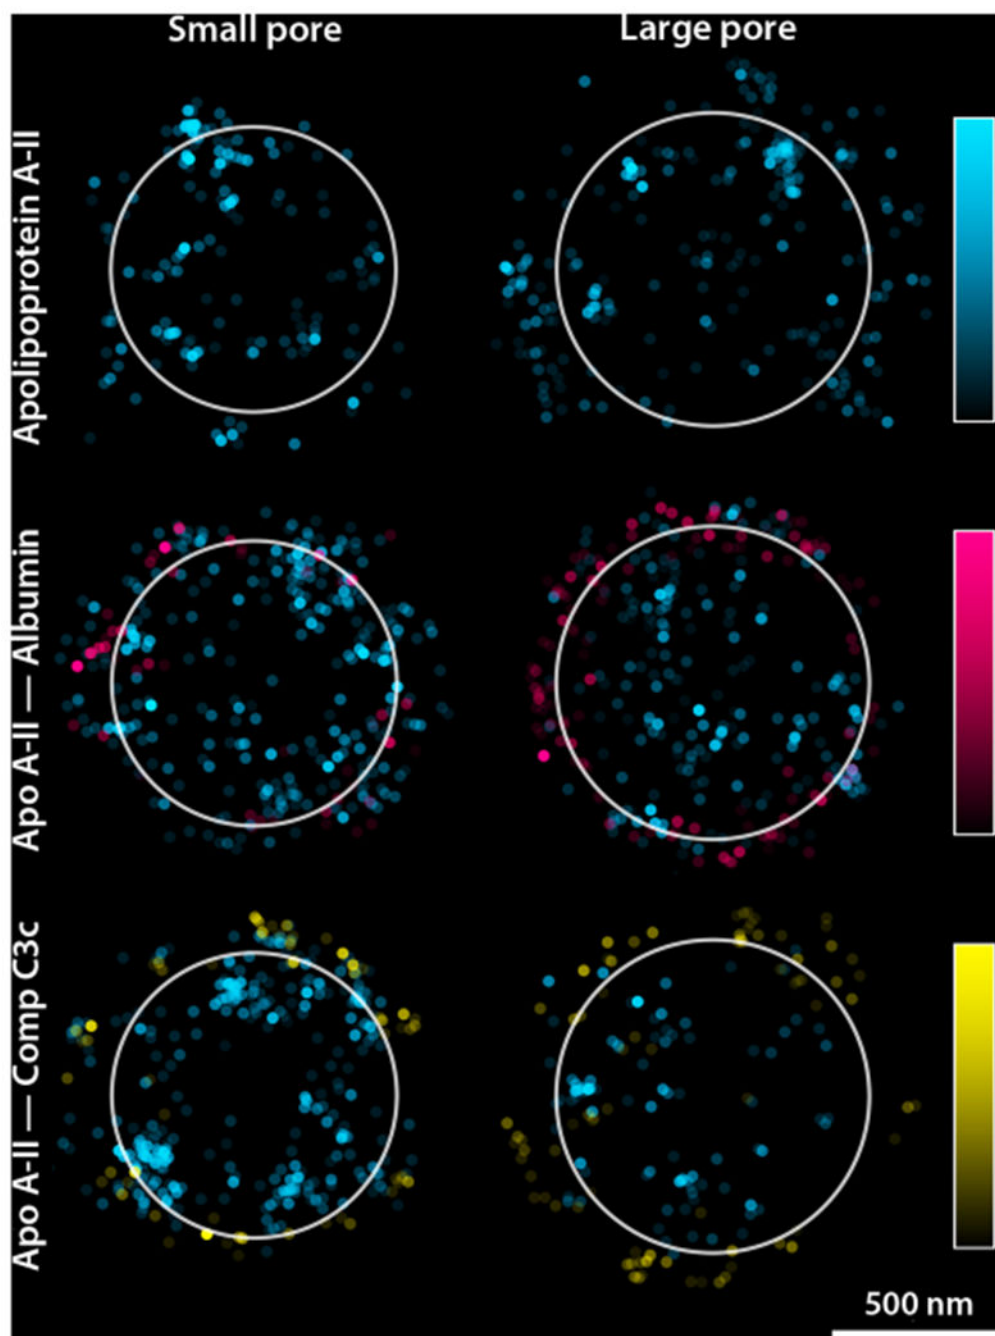 Small pore
Large pore
Apolipoprotein A-II
Apo A-II — Albumin
Apo A-II — Comp C3c
500 nm